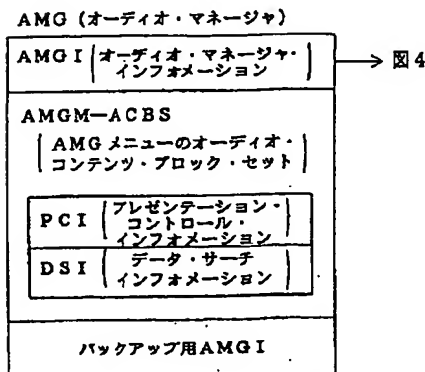 AMG (オーディオ・マネージャ)
AMGI (オーディオ・マネージャ・
インフォメーション)
図4
AMGM—ACBS
(AMGメニューのオーディオ・
コンテンツ・ブロック・セット)
PCI (プレゼンテーション・
コントロール・
インフォメーション)
DSI (データ・サーチ
インフォメーション)
バックアップ用AMGI